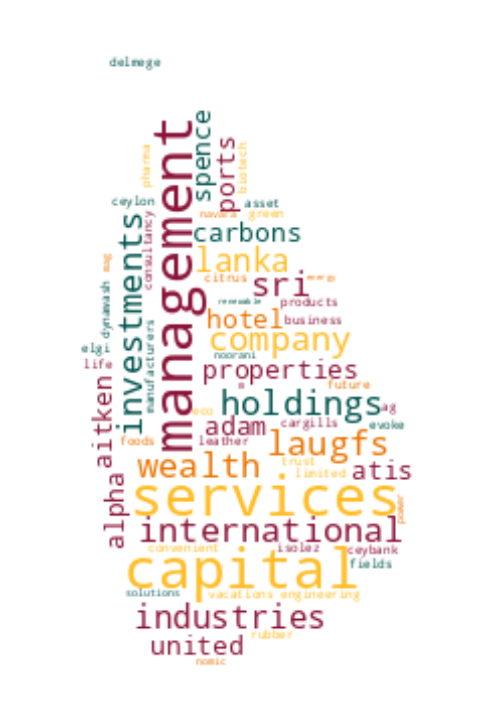 delmege
management
spence
ports
pharma
biotech
ceylon
asset
navara
green
consultancy
investments
carbons
lanka
mag
citrus
sri
dynawash
renewable
products
hotel
business
manufacturers
company
elgi
noorani
life
properties
aitken
future
holdings
ag
eco
adam
cargills
evoke
foods
leather
laugfs
wealth
trust
atis
limited
alpha
services
power
international
convenient
isolez
ceybank
capital
fields
solutions
vacations
engineering
industries
rubber
united
nomic